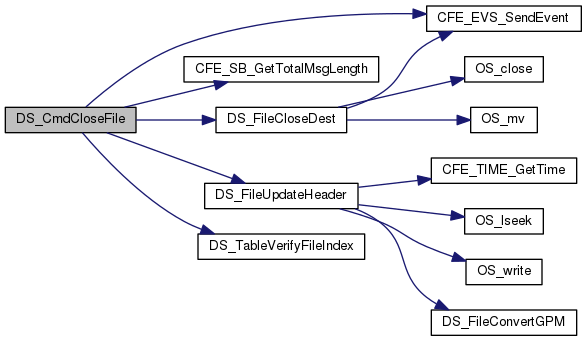 CFE_EVS_SendEvent
CFE_SB_GetTotalMsgLength
OS_close
DS_CmdCloseFile
DS_FileCloseDest
OS_mv
CFE_TIME_GetTime
DS_FileUpdateHeader
OS_lseek
DS_TableVerifyFileIndex
OS_write
DS_FileConvertGPM